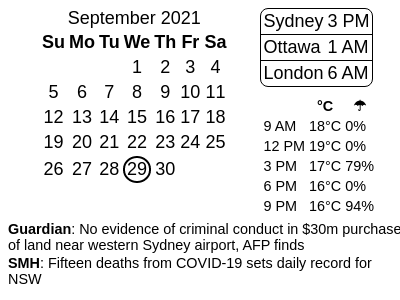 September 2021
Su Mo Tu We Th Fr Sa
1 2 3 4
5 6 7 8 9 10 11
12 13 14 15 16 17 18
19 20 21 22 23 24 25
26 27 28 29 30
Sydney 3 PM
Ottawa 1 AM
London 6 AM
°C ☂
9 AM 18°C 0%
12 PM 19°C 0%
3 PM 17°C 79%
6 PM 16°C 0%
9 PM 16°C 94%
Guardian: No evidence of criminal conduct in $30m purchase
of land near western Sydney airport, AFP finds
SMH: Fifteen deaths from COVID-19 sets daily record for
NSW